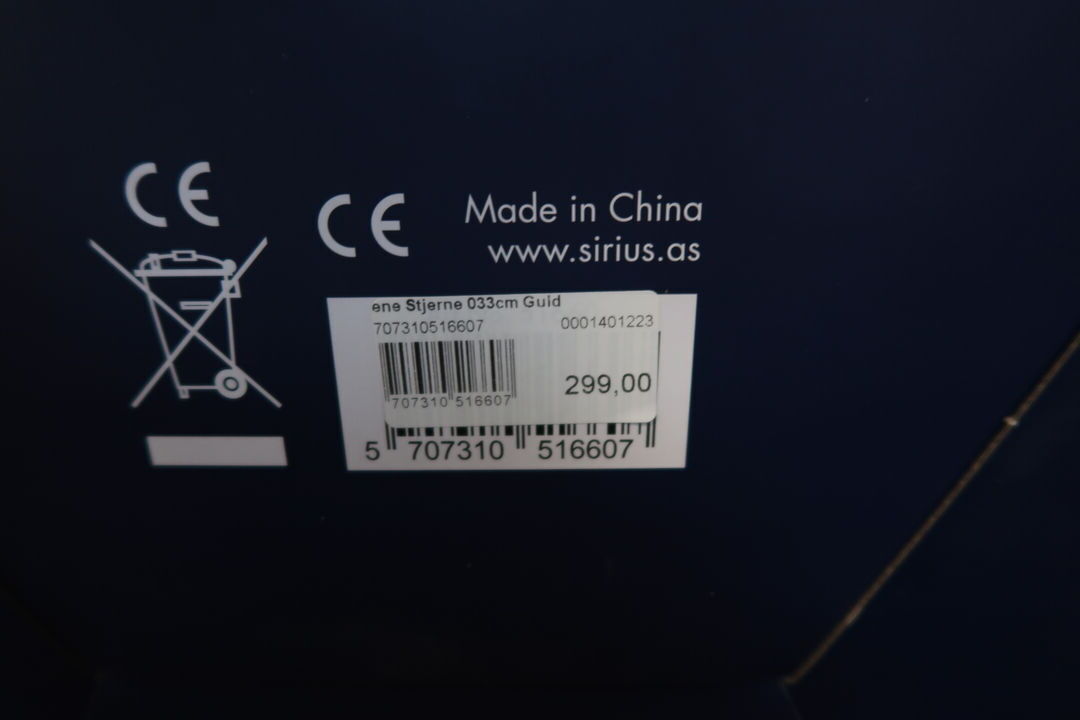 CE
CE
Made in China
www.sirius.as
ene Stjerne 033cm Guld
707310516607 0001401223
299,00
707310 516607
5 707310 516607